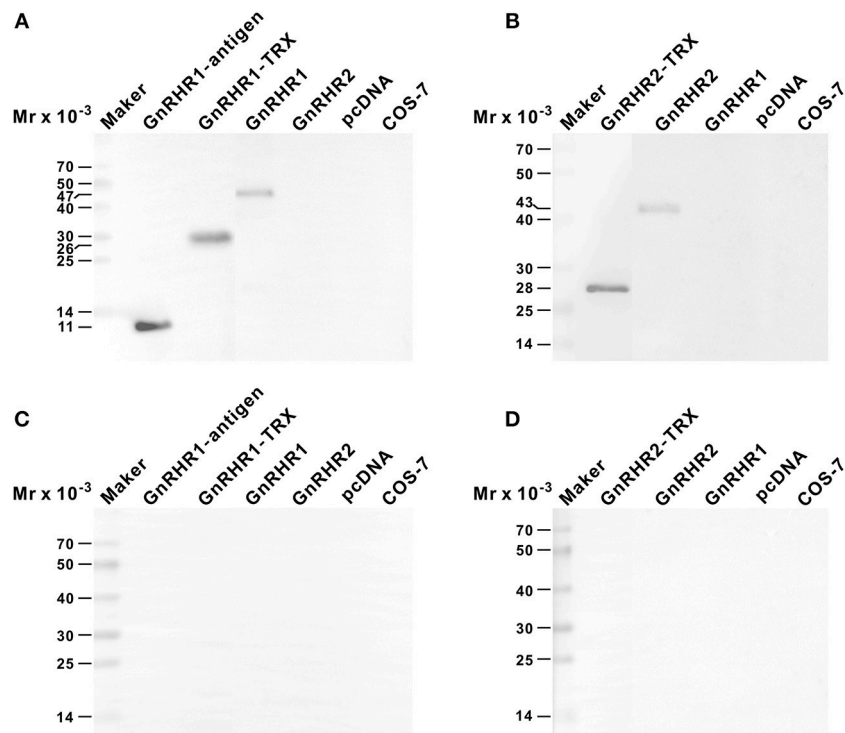 A
Mr x 10-3
Maker
GnRHR1-antigen
GnRHR1-TRX
GnRHR1
GnRHR2
pcDNA
COS-7
70
50
47
40
30
26
25
14
11
B
Mr x 10-3
Maker
GnRHR2-TRX
GnRHR2
GnRHR1
pcDNA
COS-7
70
50
43
40
30
28
25
14
C
Mr x 10-3
Maker
GnRHR1-antigen
GnRHR1-TRX
GnRHR1
GnRHR2
pcDNA
COS-7
70
50
40
30
25
14
D
Mr x 10-3
Maker
GnRHR2-TRX
GnRHR2
GnRHR1
pcDNA
COS-7
70
50
40
30
25
14